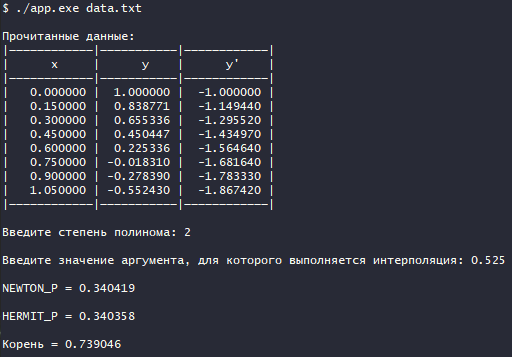 $ ./app.exe data.txt
Прочитанные данные:
|————————————|———————————|————————————|
|      x     |     y     |     y'     |
|————————————|———————————|————————————|
|   0.000000 |  1.000000 |  -1.000000 |
|   0.150000 |  0.838771 |  -1.149440 |
|   0.300000 |  0.655336 |  -1.295520 |
|   0.450000 |  0.450447 |  -1.434970 |
|   0.600000 |  0.225336 |  -1.564640 |
|   0.750000 | -0.018310 |  -1.681640 |
|   0.900000 | -0.278390 |  -1.783330 |
|   1.050000 | -0.552430 |  -1.867420 |
|————————————|———————————|————————————|
Введите степень полинома: 2
Введите значение аргумента, для которого выполняется интерполяция: 0.525
NEWTON_P = 0.340419
HERMIT_P = 0.340358
Корень = 0.739046